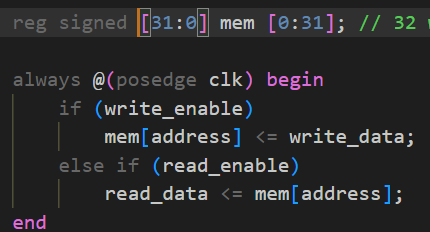 reg signed [31:0] mem [0:31]; // 32
always @(posedge clk) begin
if (write_enable)
mem[address] <= write_data;
else if (read_enable)
read_data <= mem[address];
end